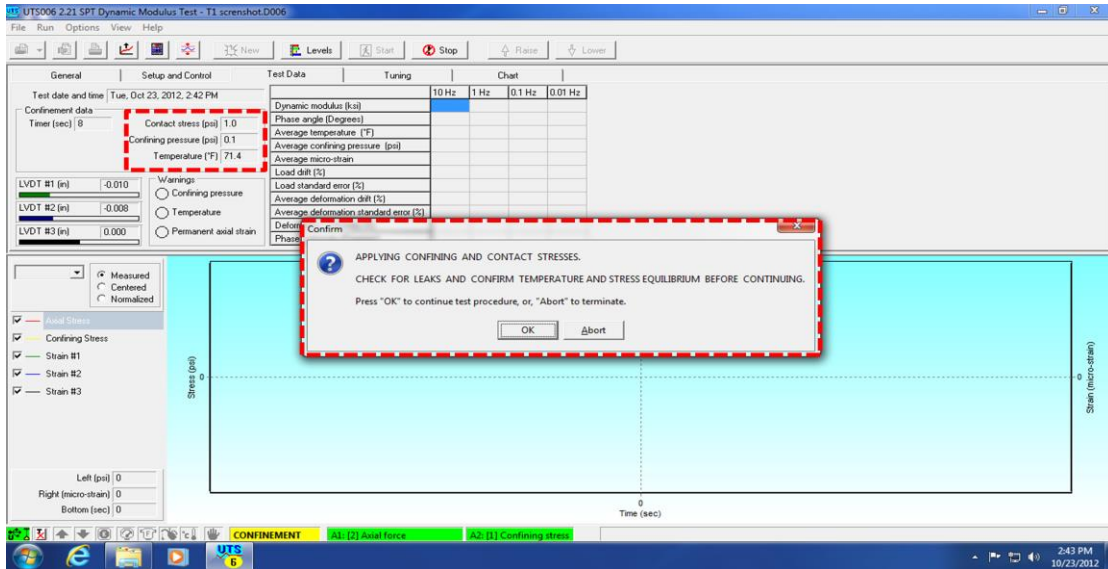 UTS006 2.21 SPT Dynamic Modulus Test - T1 screnshot.D006
File Run Options View Help
New Levels Start Stop Raise Lower
General Setup and Control Test Data Tuning Chart
Test date and time Tue, Oct 23, 2012, 2:42 PM
Confinement data
Timer (sec) 8
Contact stress (psi) 1.0
Confining pressure (psi) 0.1
Temperature (°F) 71.4
LVDT #1 (in) -0.010
LVDT #2 (in) -0.008
LVDT #3 (in) 0.000
Warnings
Confining pressure
Temperature
Permanent axial strain
10 Hz 1 Hz 0.1 Hz 0.01 Hz
Dynamic modulus (ksi)
Phase angle (Degrees)
Average temperature (°F)
Average confining pressure (psi)
Average micro-strain
Load drift (%)
Load standard error (%)
Average deformation drift (%)
Average deformation standard error (%)
Phase
Confirm
APPLYING CONFINING AND CONTACT STRESSES.
CHECK FOR LEAKS AND CONFIRM TEMPERATURE AND STRESS EQUILIBRIUM BEFORE CONTINUING.
Press "OK" to continue test procedure, or, "Abort" to terminate.
OK Abort
Measured
Centered
Normalized
Axial Stress
Confining Stress
Strain #1
Strain #2
Strain #3
Left (psi) 0
Right (micro-strain) 0
Bottom (sec) 0
Stress (psi)
0
0
Strain (micro-strain)
0
Time (sec)
CONFINEMENT A1: [2] Axial force A2: [1] Confining stress
UTS
6
2:43 PM
10/23/2012